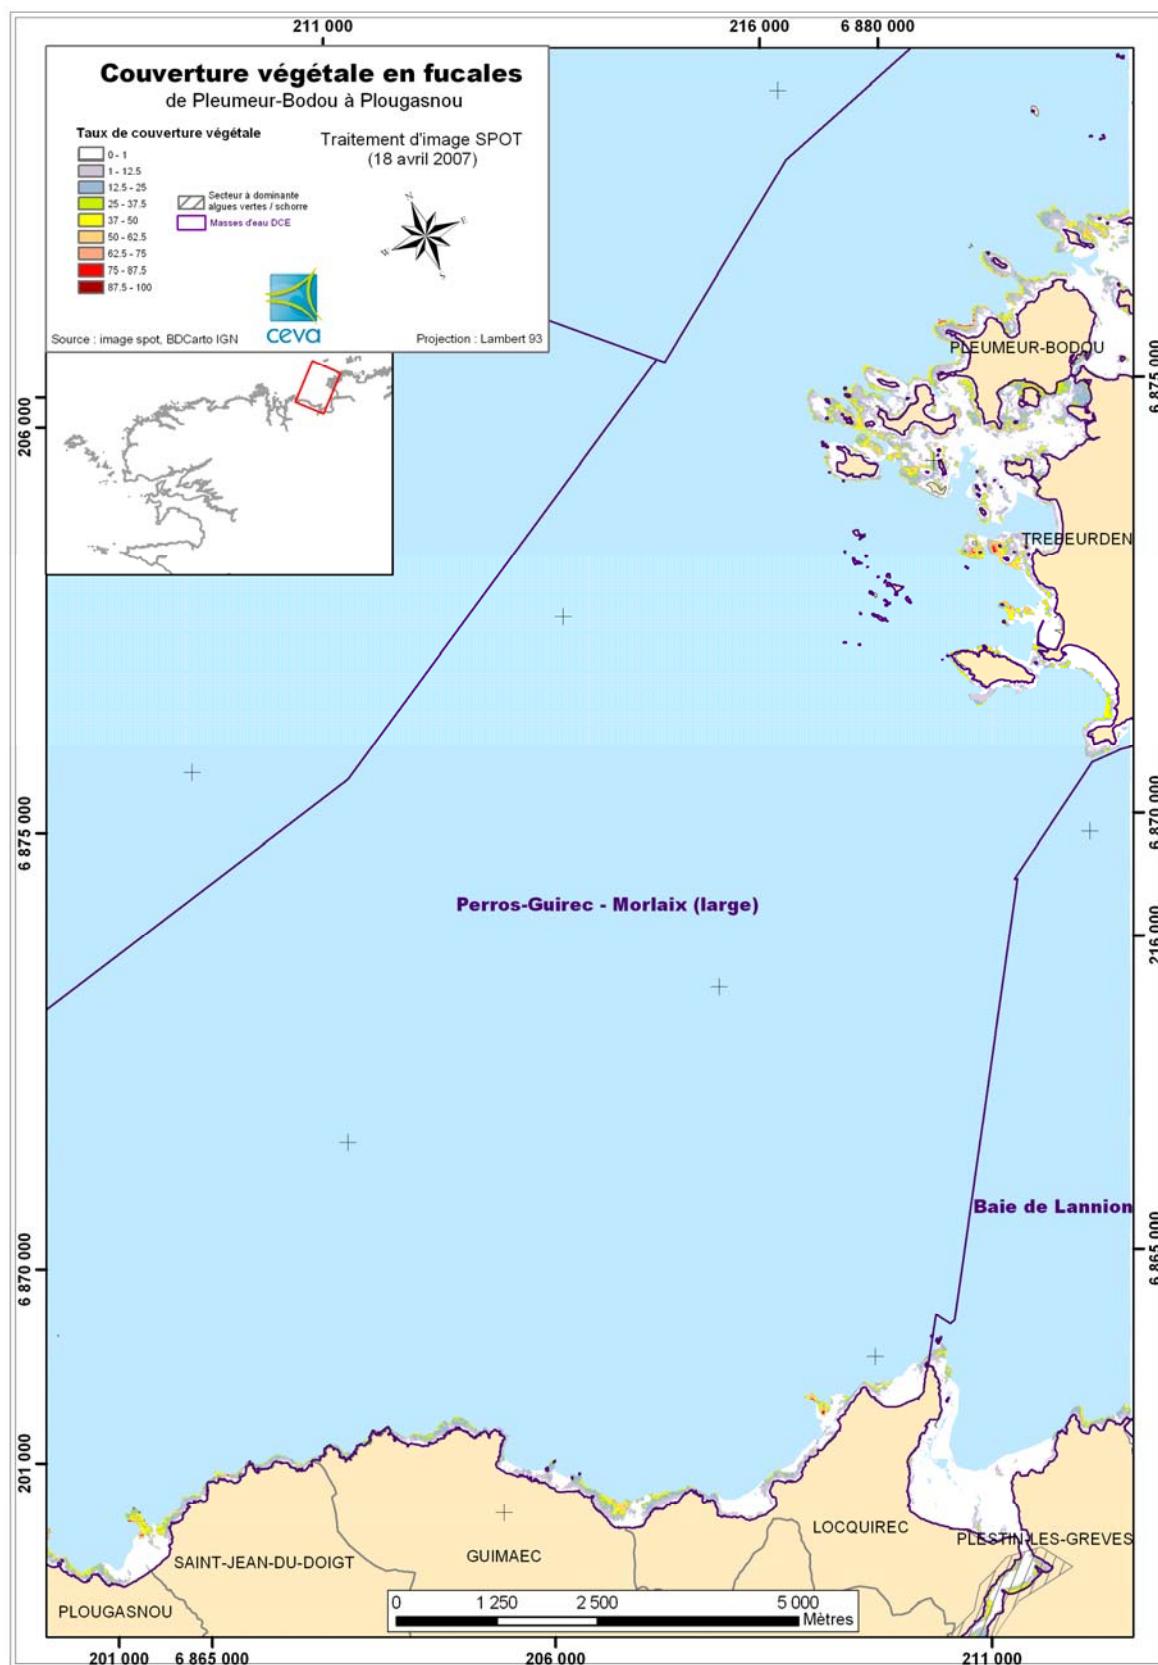 211 000
216 000
6 880 000
Couverture végétale en fucales
de Pleumeur-Bodou à Plougasnou
Taux de couverture végétale
0 - 1
1 - 12.5
12.5 - 25
25 - 37.5
37 - 50
50 - 62.5
62.5 - 75
75 - 87.5
87.5 - 100
Secteur à dominante
algues vertes / schorre
Masses d'eau DCE
Traitement d'image SPOT
(18 avril 2007)
N
E
W
S
ceva
Source : image spot, BDCarto IGN
Projection : Lambert 93
206 000
6 875 000
201 000
6 870 000
6 875 000
6 870 000
216 000
6 865 000
PLEUMEUR-BODOU
TREBEURDEN
Perros-Guirec - Morlaix (large)
Baie de Lannion
LOCQUIREC
PLESTIN-LES-GREVES
GUIMAEC
SAINT-JEAN-DU-DOIGT
PLOUGASNOU
0
1 250
2 500
5 000
Mètres
201 000
6 865 000
206 000
211 000